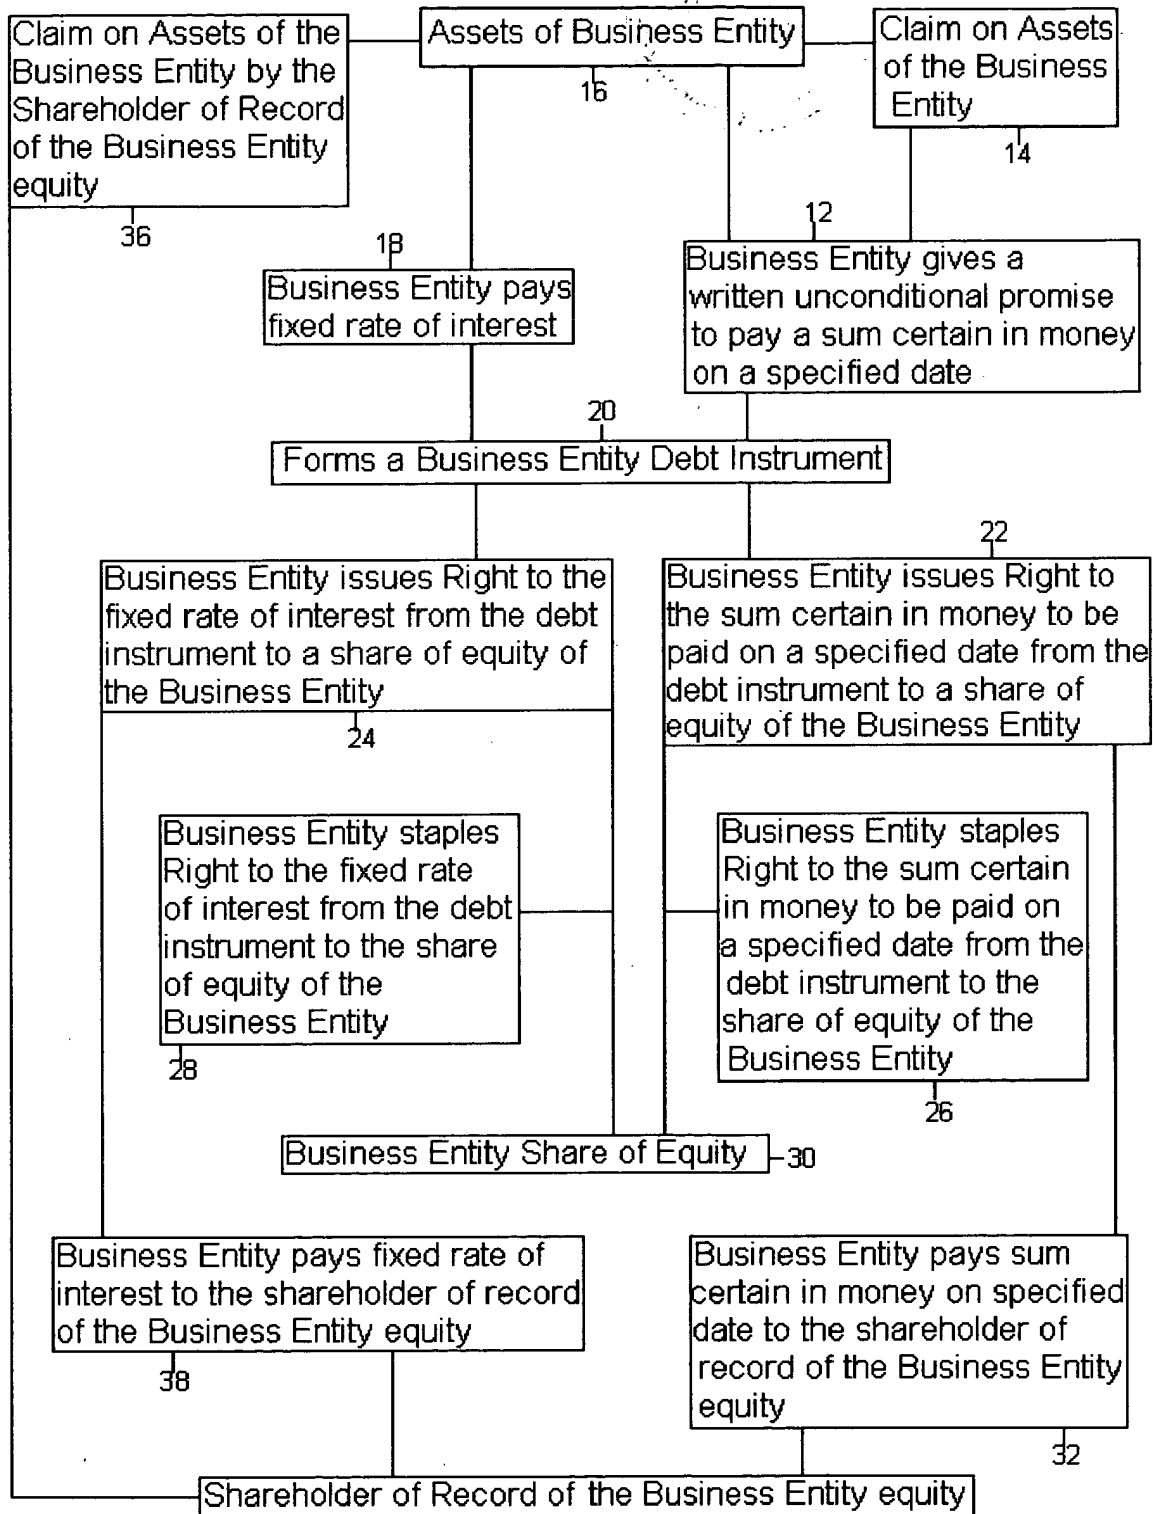 Claim on Assets of the
Business Entity by the
Shareholder of Record
of the Business Entity
equity
36
Assets of Business Entity
16
Claim on Assets
of the Business
Entity
14
18
Business Entity pays
fixed rate of interest
12
Business Entity gives a
written unconditional promise
to pay a sum certain in money
on a specified date
20
Forms a Business Entity Debt Instrument
Business Entity issues Right to the
fixed rate of interest from the debt
instrument to a share of equity of
the Business Entity
24
22
Business Entity issues Right to
the sum certain in money to be
paid on a specified date from the
debt instrument to a share of
equity of the Business Entity
Business Entity staples
Right to the fixed rate
of interest from the debt
instrument to the share
of equity of the
Business Entity
28
Business Entity staples
Right to the sum certain
in money to be paid on
a specified date from the
debt instrument to the
share of equity of the
Business Entity
26
Business Entity Share of Equity
30
Business Entity pays fixed rate of
interest to the shareholder of record
of the Business Entity equity
38
Business Entity pays sum
certain in money on specified
date to the shareholder of
record of the Business Entity
equity
32
Shareholder of Record of the Business Entity equity